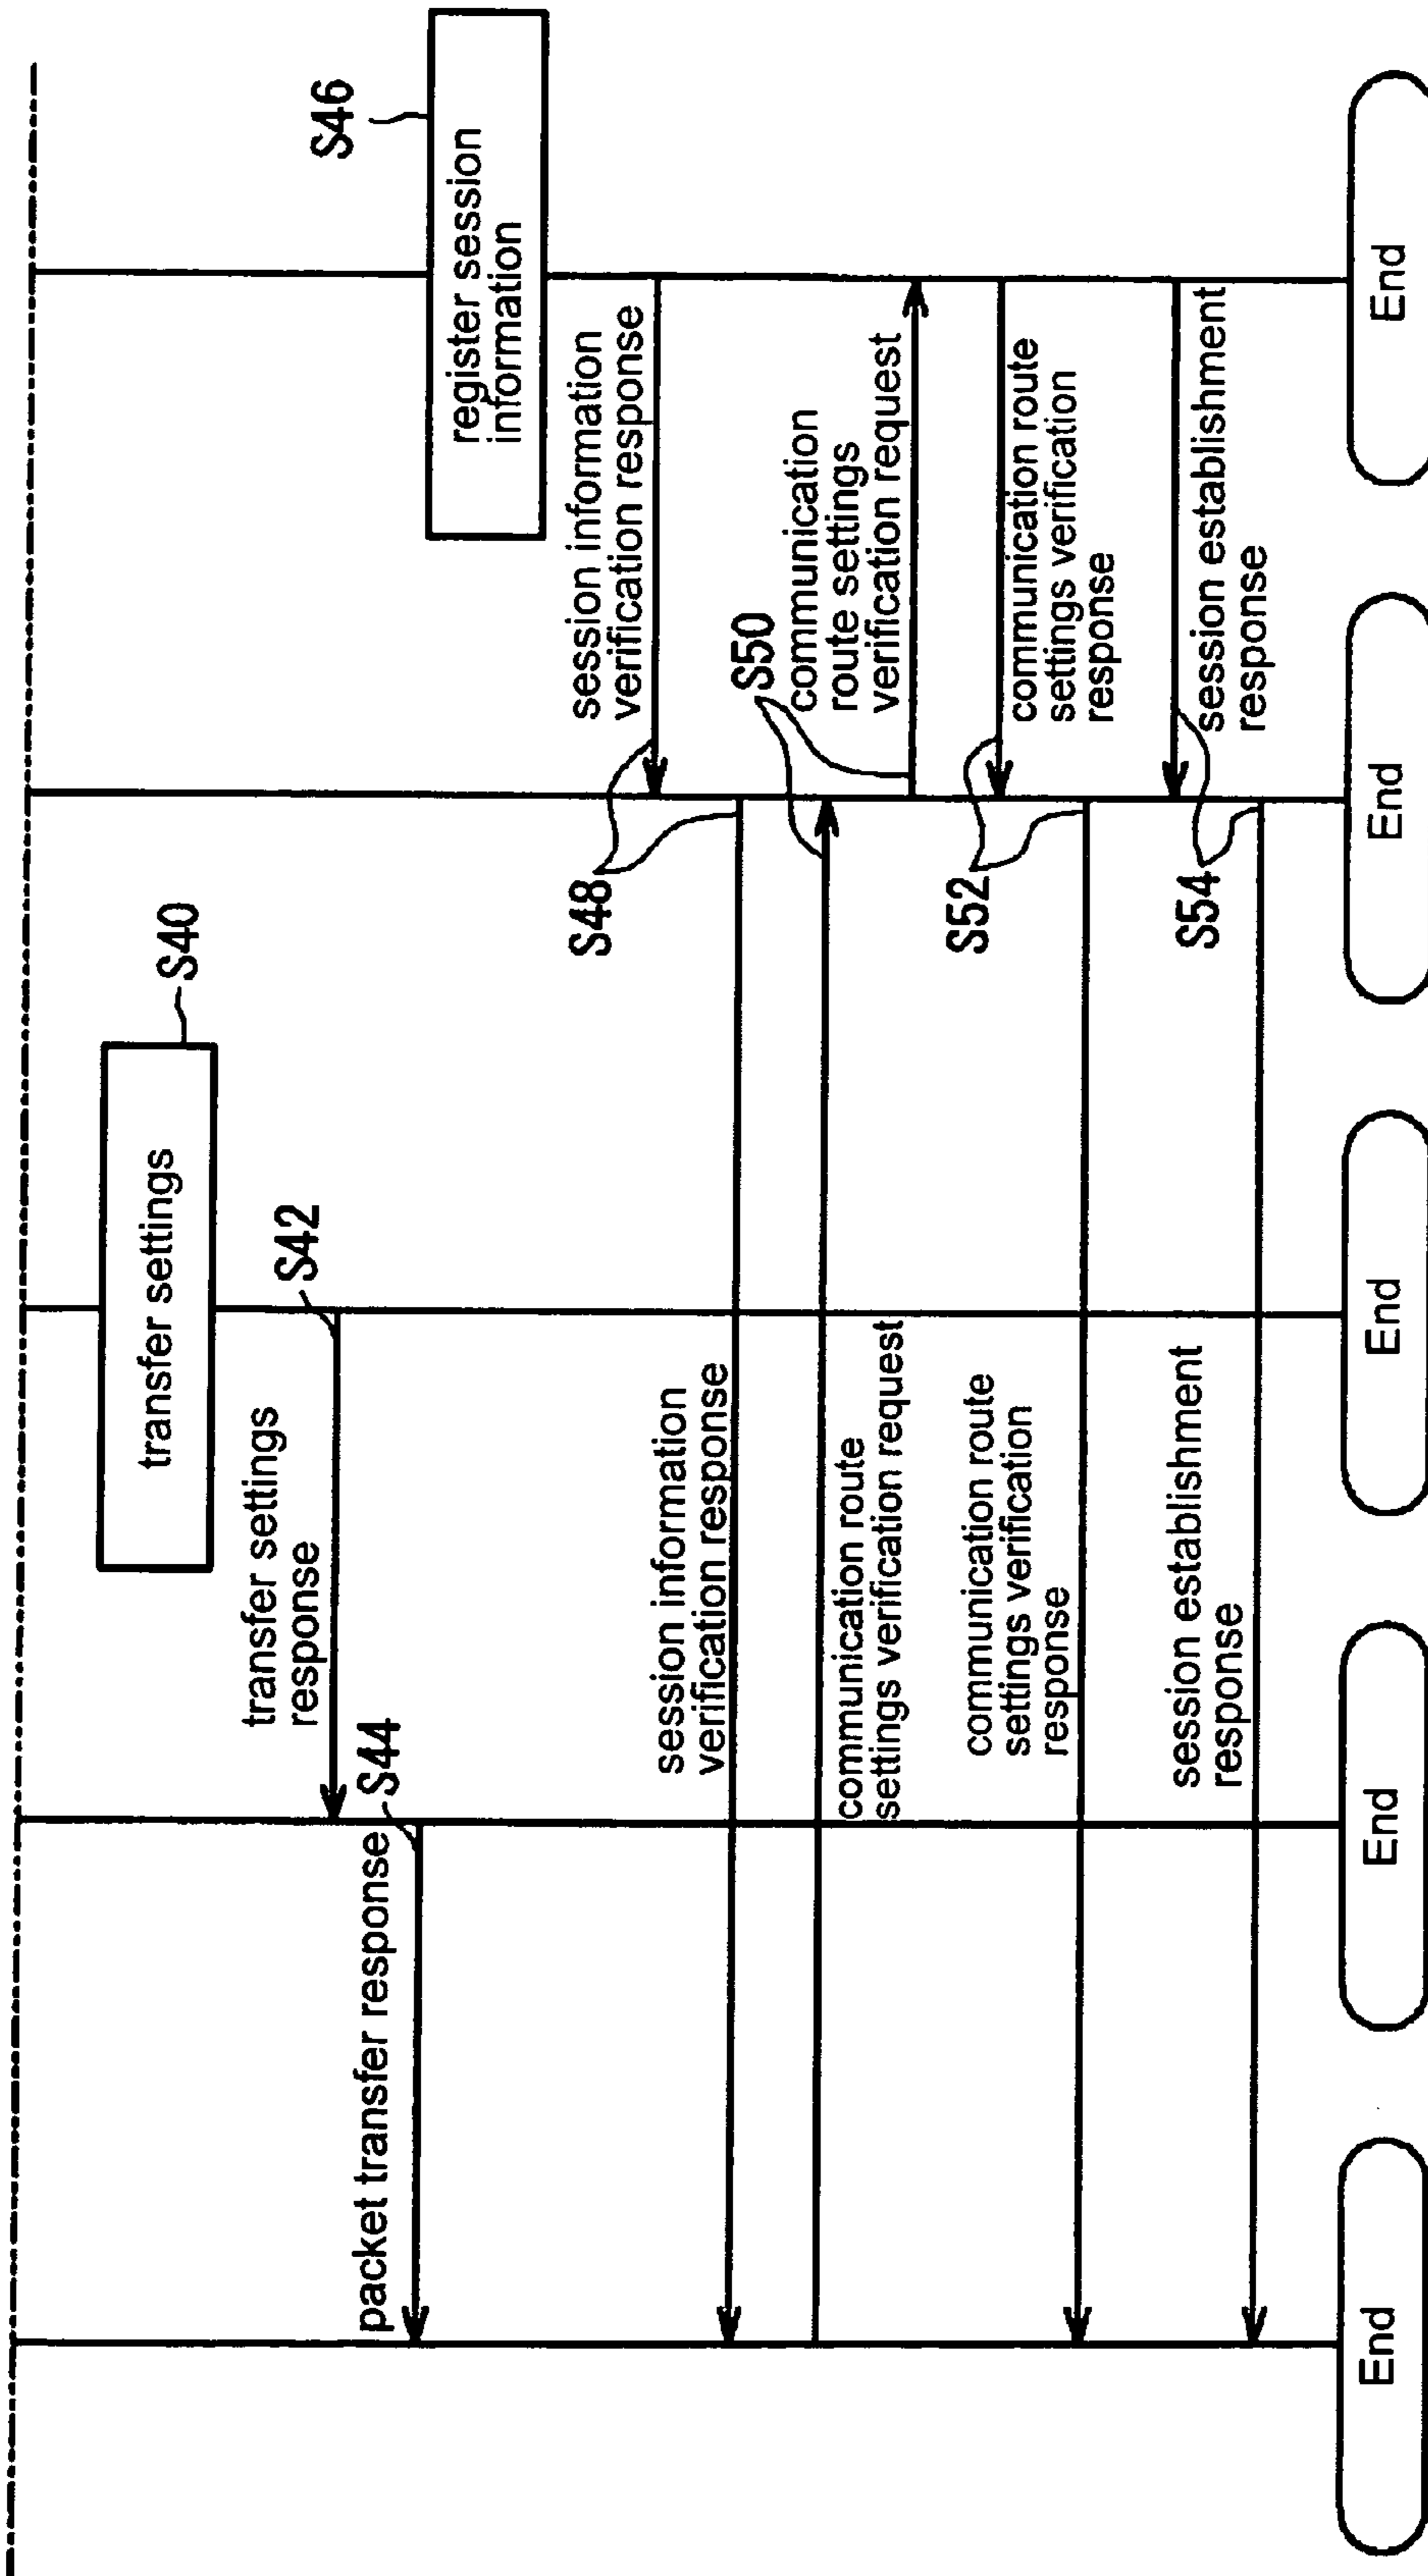 transfer settings
S40
transfer settings
response
S42
packet transfer response
S44
register session
information
S46
session information
verification response
S48
session information
verification response
communication
route settings
verification request
S50
communication route
settings verification request
communication route
settings verification
response
S52
communication route
settings verification
response
session establishment
response
S54
session establishment
response
End
End
End
End
End